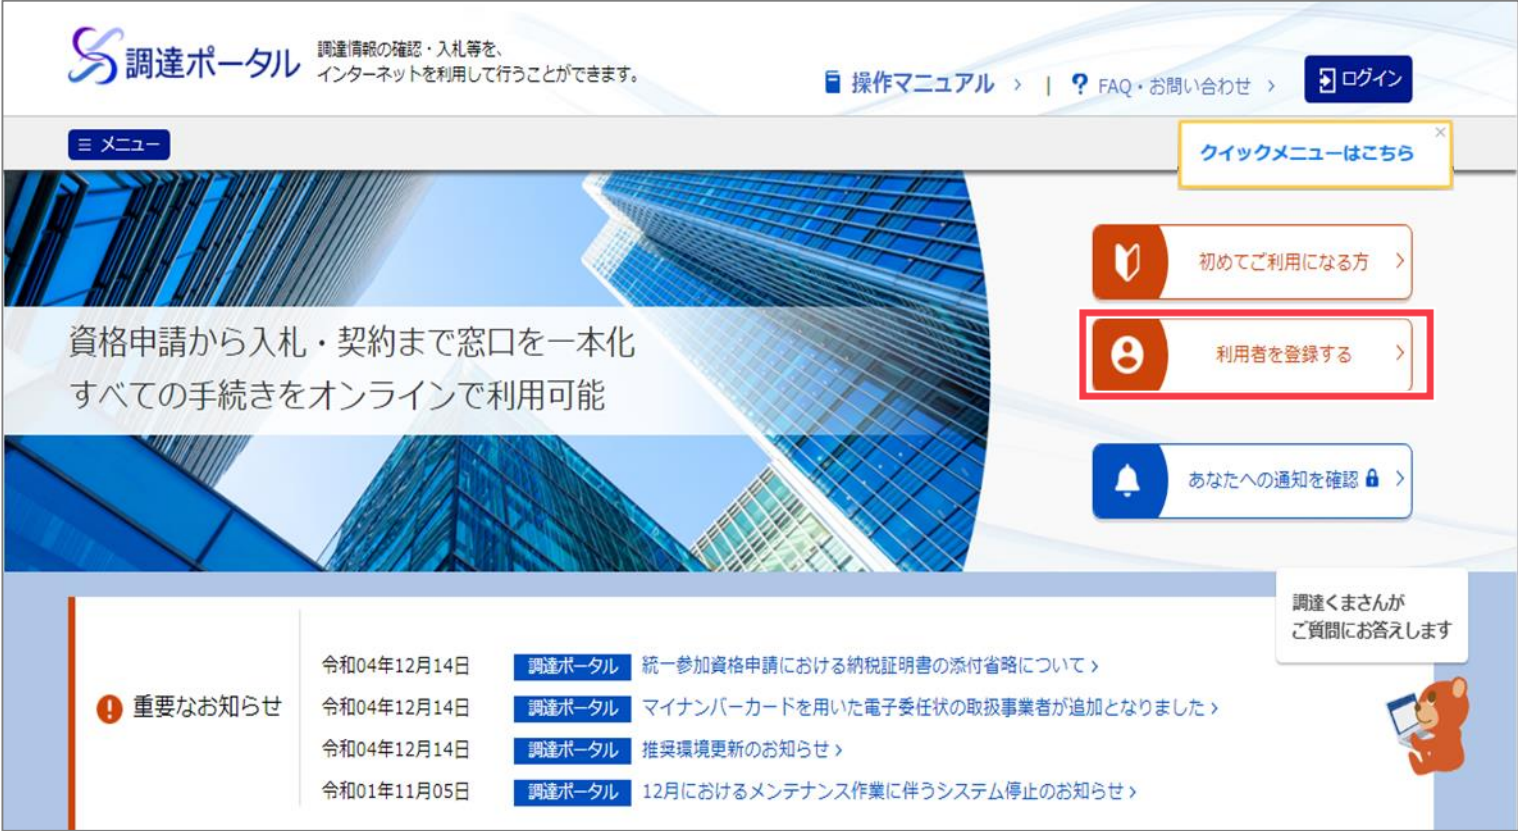 調達ポータル
調達情報の確認・入札等を、
インターネットを利用して行うことができます。
操作マニュアル >
|
? FAQ・お問い合わせ >
ログイン
≡ メニュー
クイックメニューはこちら
×
初めてご利用になる方 >
利用者を登録する >
資格申請から入札・契約まで窓口を一本化
すべての手続きをオンラインで利用可能
あなたへの通知を確認 >
調達くまさんが
ご質問にお答えします
! 重要なお知らせ
令和04年12月14日 調達ポータル 統一参加資格申請における納税証明書の添付省略について >
令和04年12月14日 調達ポータル マイナンバーカードを用いた電子委任状の取扱事業者が追加となりました >
令和04年12月14日 調達ポータル 推奨環境更新のお知らせ >
令和01年11月05日 調達ポータル 12月におけるメンテナンス作業に伴うシステム停止のお知らせ >